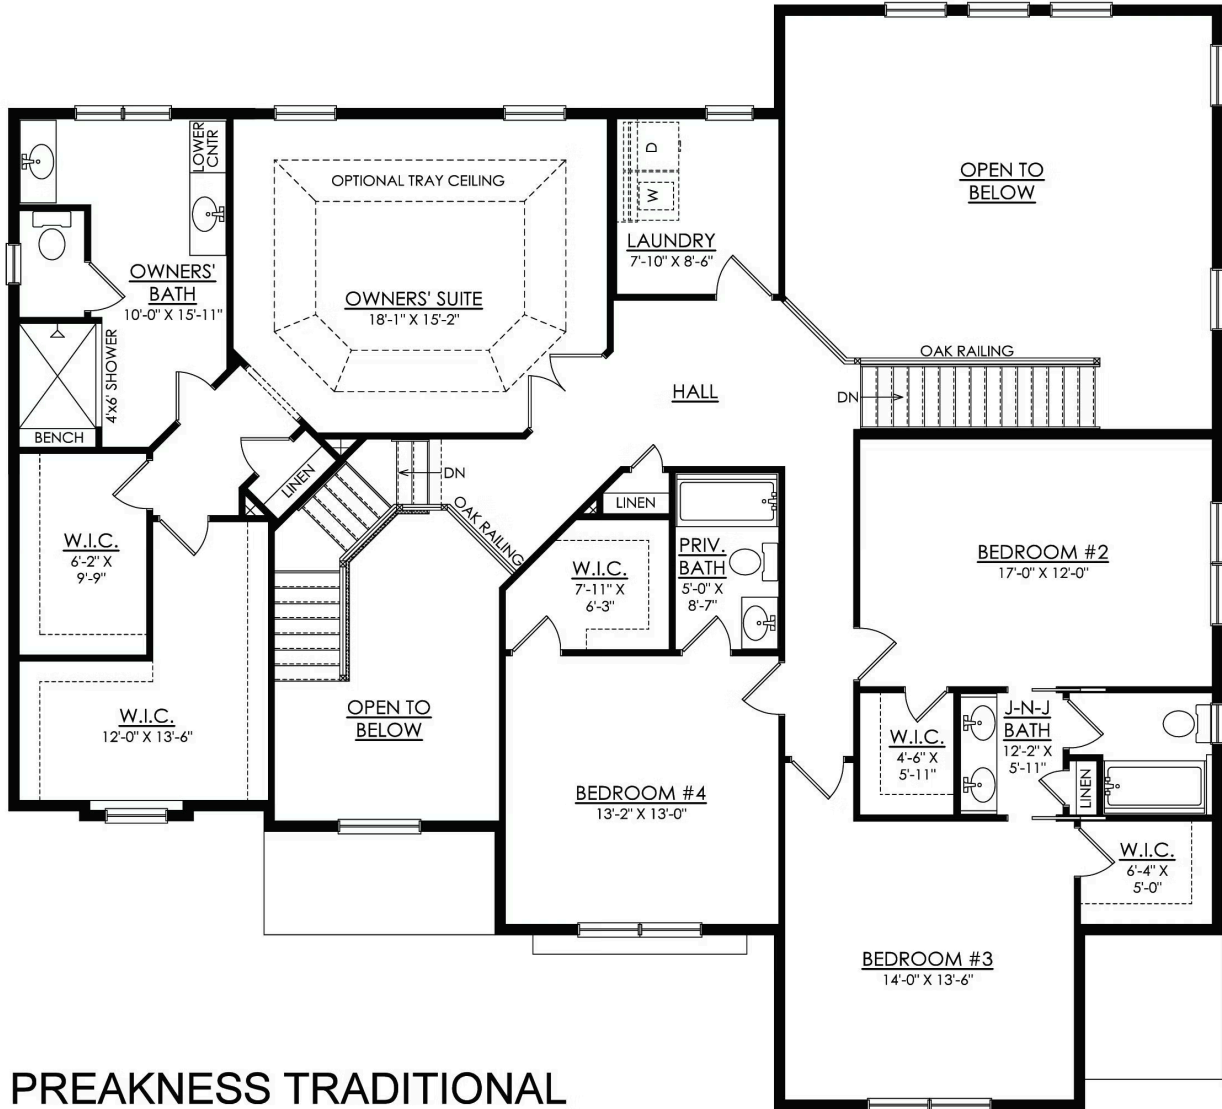 LOWER
CNTR
OWNERS'
BATH
10'-0" X 15'-11"
4'x6' SHOWER
BENCH
OPTIONAL TRAY CEILING
OWNERS' SUITE
18'-1" X 15'-2"
D
W
LAUNDRY
7'-10" X 8'-6"
OPEN TO
BELOW
OAK RAILING
DN
HALL
LINEN
DN
OAK RAILING
LINEN
W.I.C.
6'-2" X
9'-9"
W.I.C.
7'-11" X
6'-3"
PRIV.
BATH
5'-0" X
8'-7"
BEDROOM #2
17'-0" X 12'-0"
W.I.C.
12'-0" X 13'-6"
OPEN TO
BELOW
BEDROOM #4
13'-2" X 13'-0"
W.I.C.
4'-6" X
5'-11"
J-N-J
BATH
12'-2" X
5'-11"
LINEN
W.I.C.
6'-4" X
5'-0"
BEDROOM #3
14'-0" X 13'-6"
PREAKNESS TRADITIONAL